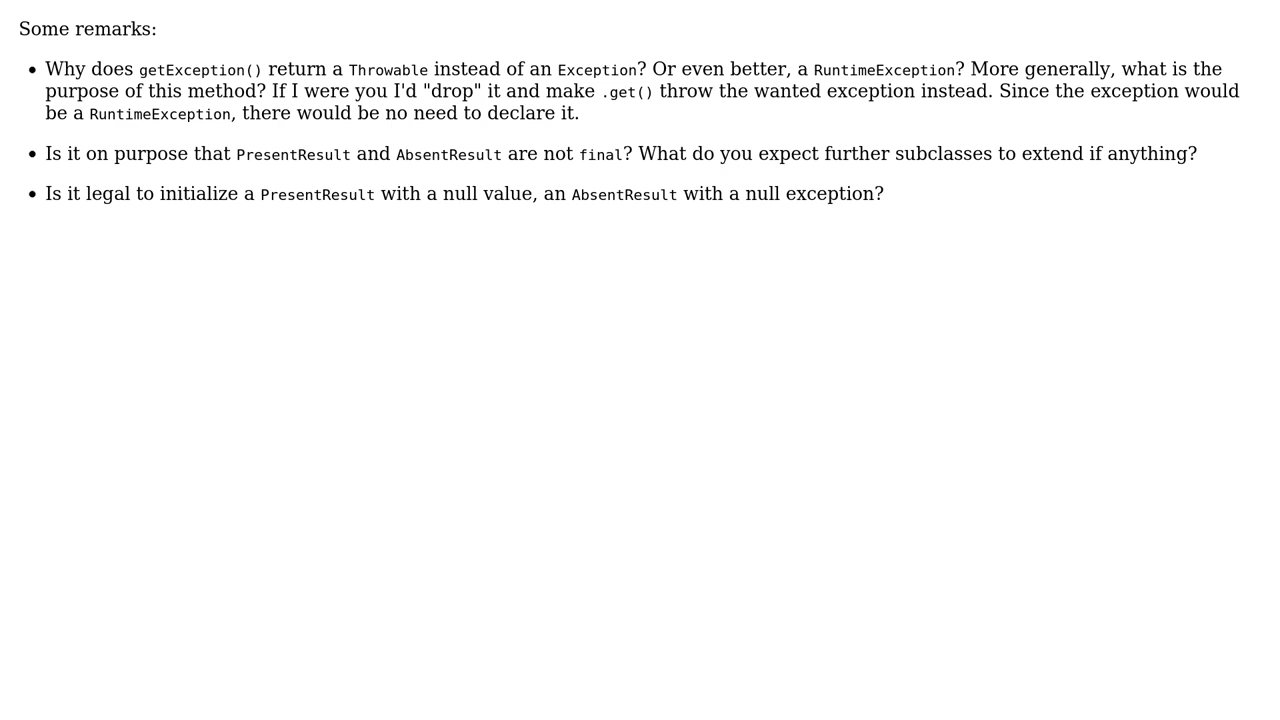 Some remarks:
• Why does getException() return a Throwable instead of an Exception? Or even better, a RuntimeException? More generally, what is the
purpose of this method? If I were you I'd "drop" it and make .get() throw the wanted exception instead. Since the exception would
be a RuntimeException, there would be no need to declare it.
• Is it on purpose that PresentResult and AbsentResult are not final? What do you expect further subclasses to extend if anything?
• Is it legal to initialize a PresentResult with a null value, an AbsentResult with a null exception?